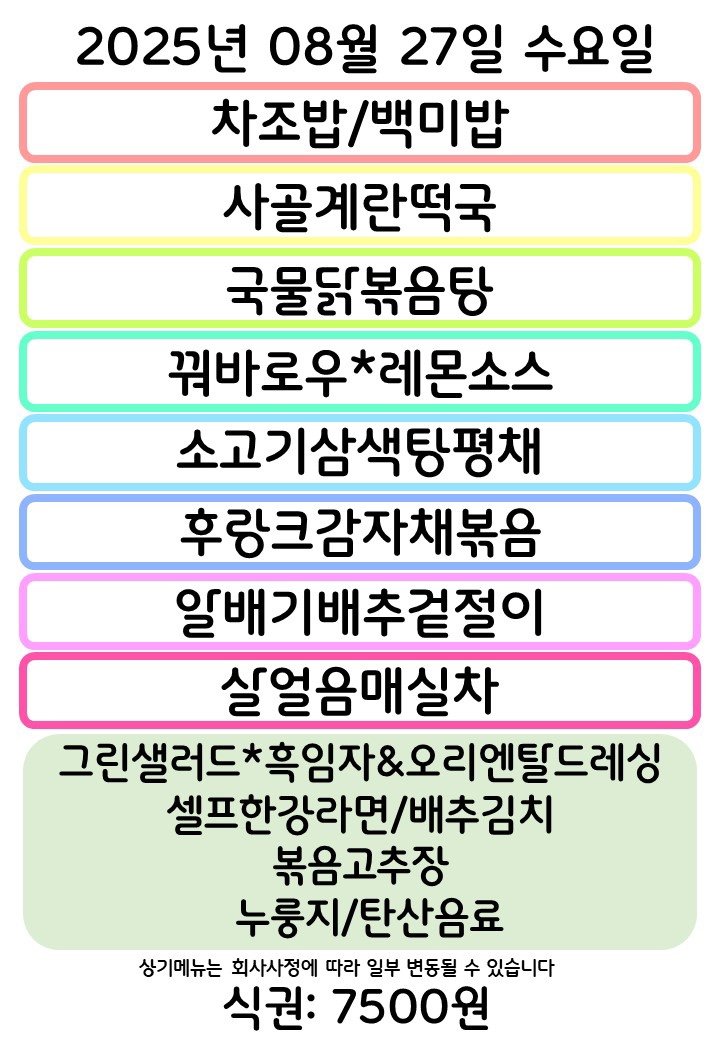 2025년 08월 27일 수요일
차조밥/백미밥
사골계란떡국
국물닭볶음탕
꿔바로우*레몬소스
소고기삼색탕평채
후랑크감자채볶음
알배기배추겉절이
살얼음매실차
그린샐러드*흑임자&오리엔탈드레싱
셀프한강라면/배추김치
볶음고추장
누룽지/탄산음료
상기메뉴는 회사사정에 따라 일부 변동될 수 있습니다
식권: 7500원